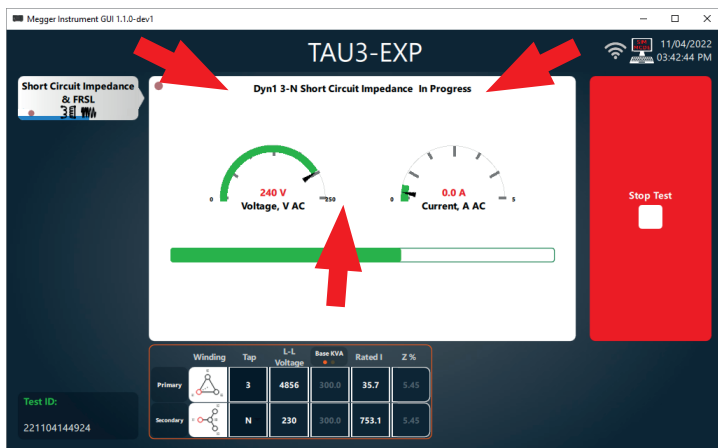 Megger Instrument GUI 1.1.0-dev1
TAU3-EXP
11/04/2022
03:42:44 PM
Short Circuit Impedance
& FRSL
Dyn1 3-N Short Circuit Impedance In Progress
0
240 V
250
Voltage, V AC
0
0.0 A
5
Current, A AC
Stop Test
Winding Tap L-L Voltage Base KVA Rated I Z %
Primary 3 4856 300.0 35.7 5.45
Secondary N 230 300.0 753.1 5.45
Test ID:
221104144924